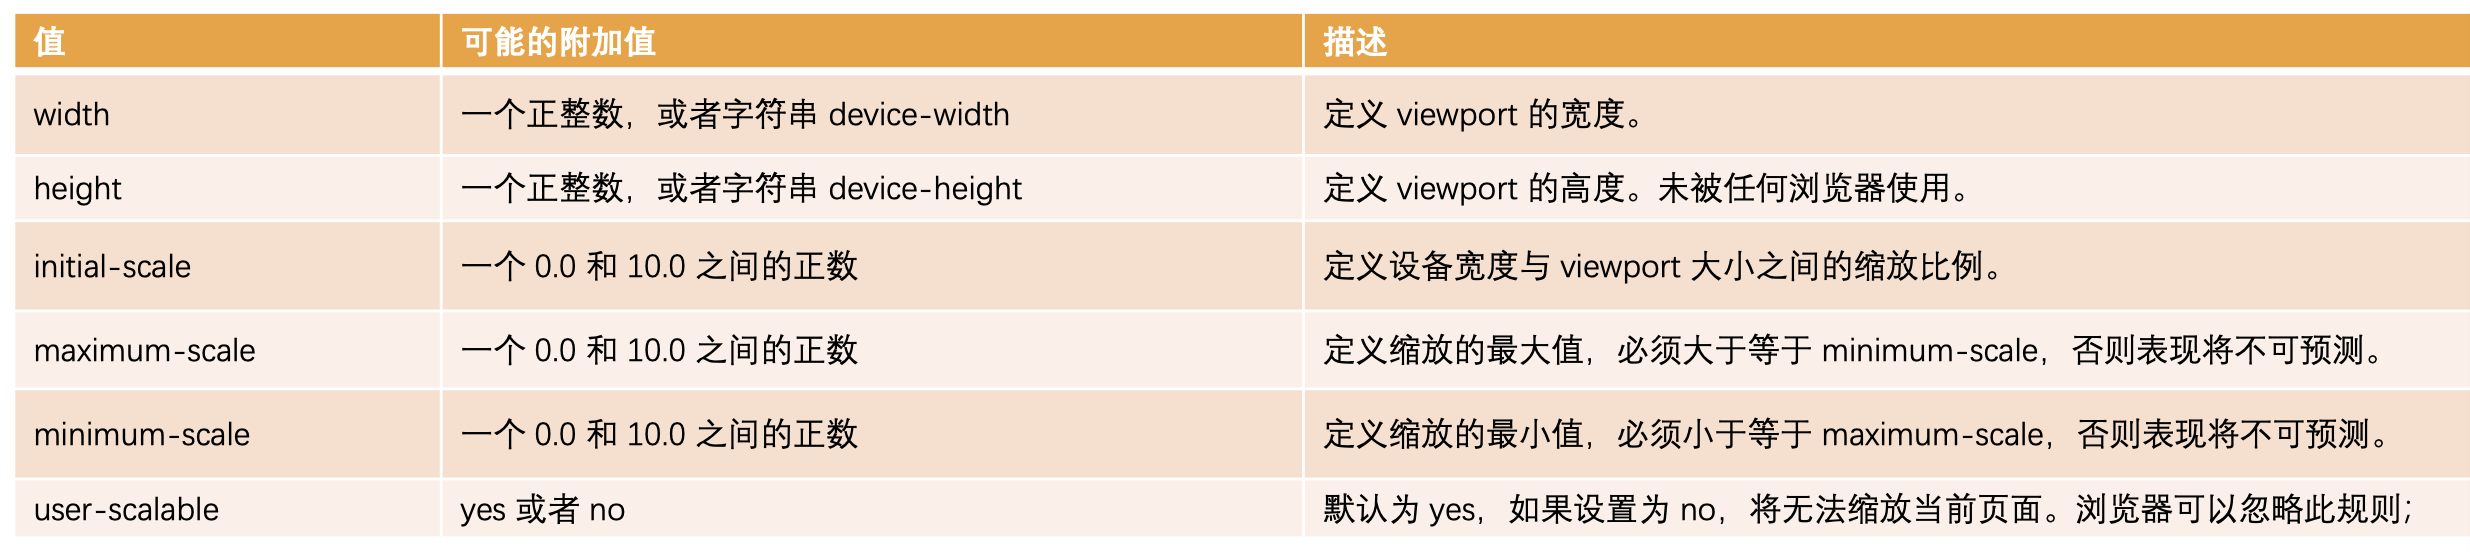 值 可能的附加值 描述
width 一个正整数，或者字符串 device-width 定义 viewport 的宽度。
height 一个正整数，或者字符串 device-height 定义 viewport 的高度。未被任何浏览器使用。
initial-scale 一个 0.0 和 10.0 之间的正数 定义设备宽度与 viewport 大小之间的缩放比例。
maximum-scale 一个 0.0 和 10.0 之间的正数 定义缩放的最大值，必须大于等于 minimum-scale，否则表现将不可预测。
minimum-scale 一个 0.0 和 10.0 之间的正数 定义缩放的最小值，必须小于等于 maximum-scale，否则表现将不可预测。
user-scalable yes 或者 no 默认为 yes，如果设置为 no，将无法缩放当前页面。浏览器可以忽略此规则；